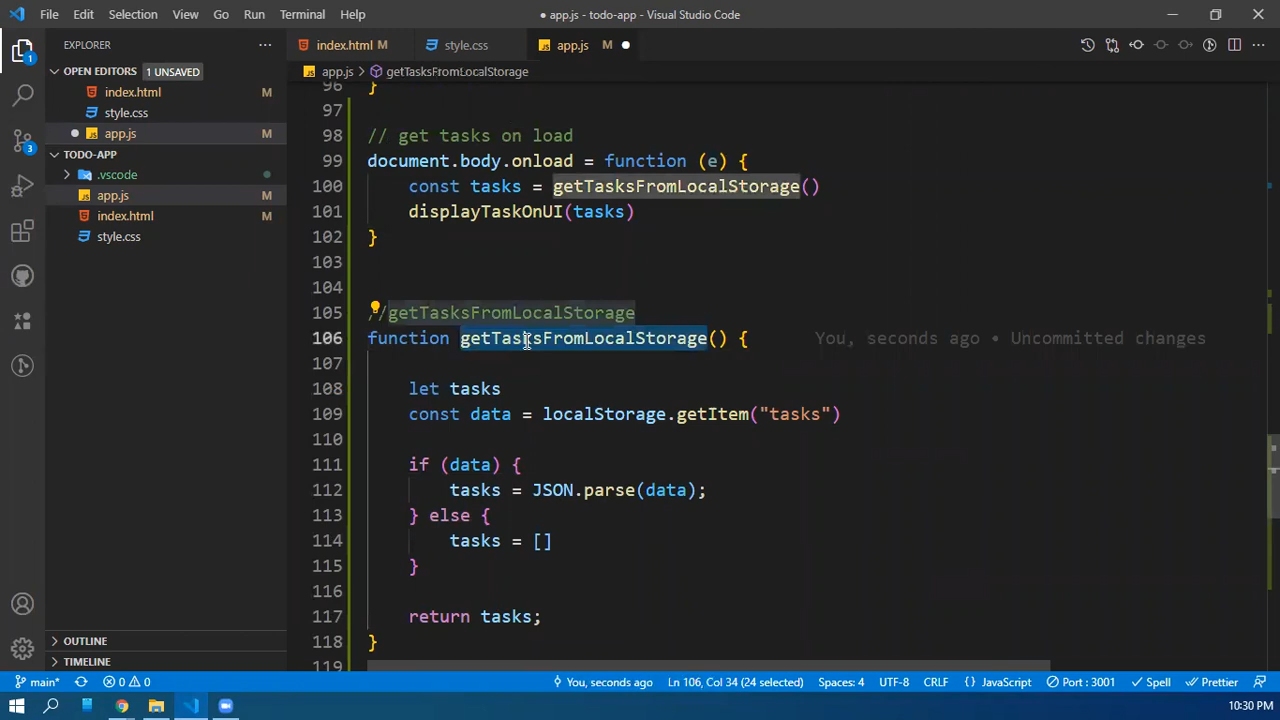 File Edit Selection View Go Run Terminal Help
● app.js - todo-app - Visual Studio Code
EXPLORER
index.html M
style.css
app.js M
OPEN EDITORS 1 UNSAVED
index.html M
style.css
app.js M
TODO-APP
.vscode
app.js M
index.html M
style.css
OUTLINE
TIMELINE
app.js > getTasksFromLocalStorage
96 }
97
98 // get tasks on load
99 document.body.onload = function (e) {
100 const tasks = getTasksFromLocalStorage()
101 displayTaskOnUI(tasks)
102 }
103
104
105 //getTasksFromLocalStorage
106 function getTasksFromLocalStorage() { You, seconds ago • Uncommitted changes
107
108 let tasks
109 const data = localStorage.getItem("tasks")
110
111 if (data) {
112 tasks = JSON.parse(data);
113 } else {
114 tasks = []
115 }
116
117 return tasks;
118 }
119
1
3
main* 0 0 You, seconds ago Ln 106, Col 34 (24 selected) Spaces: 4 UTF-8 CRLF {} JavaScript Port : 3001 Spell Prettier
10:30 PM